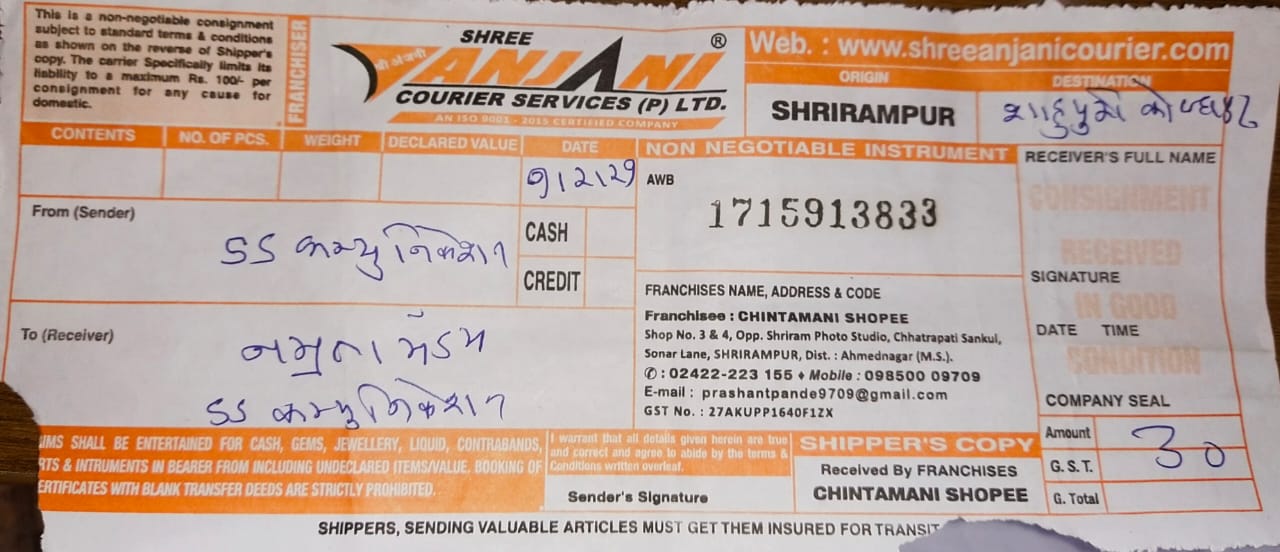 This is a non-negotiable consignment
subject to standard terms & conditions
as shown on the reverse of Shipper's
copy. The carrier Specifically limits its
liability to a maximum Rs. 100/- per
consignment for any cause for
domestic.
FRANCHISER
श्री अंजनी
SHREE
ANJANI
®
COURIER SERVICES (P) LTD.
AN ISO 9001 - 2015 CERTIFIED COMPANY
Web. : www.shreeanjanicourier.com
ORIGIN
DESTINATION
SHRIRAMPUR
शाहुपुरी कोल्हापुर
CONTENTS
NO. OF PCS.
WEIGHT
DECLARED VALUE
DATE
NON NEGOTIABLE INSTRUMENT
RECEIVER'S FULL NAME
AWB
1715913833
CONSIGNMENT
RECEIVED
IN GOOD
CONDITION
From (Sender)
SS कम्युनिकेशन
CASH
CREDIT
SIGNATURE
DATE TIME
COMPANY SEAL
FRANCHISES NAME, ADDRESS & CODE
Franchisee : CHINTAMANI SHOPEE
Shop No. 3 & 4, Opp. Shriram Photo Studio, Chhatrapati Sankul,
Sonar Lane, SHRIRAMPUR, Dist. : Ahmednagar (M.S.).
✆ : 02422-223 155 ♦ Mobile : 098500 09709
E-mail : prashantpande9709@gmail.com
GST No. : 27AKUPP1640F1ZX
To (Receiver)
मॅडम
SS कम्युनिकेशन
IMS SHALL BE ENTERTAINED FOR CASH, GEMS, JEWELLERY, LIQUID, CONTRABANDS,
RTS & INTRUMENTS IN BEARER FROM INCLUDING UNDECLARED ITEMS/VALUE. BOOKING OF
ERTIFICATES WITH BLANK TRANSFER DEEDS ARE STRICTLY PROHIBITED.
I warrant that all details given herein are true
and correct and agree to abide by the terms &
Conditions written overleaf.
Sender's Signature
SHIPPER'S COPY
Received By FRANCHISES
CHINTAMANI SHOPEE
Amount
30
G. S. T.
G. Total
SHIPPERS, SENDING VALUABLE ARTICLES MUST GET THEM INSURED FOR TRANSIT